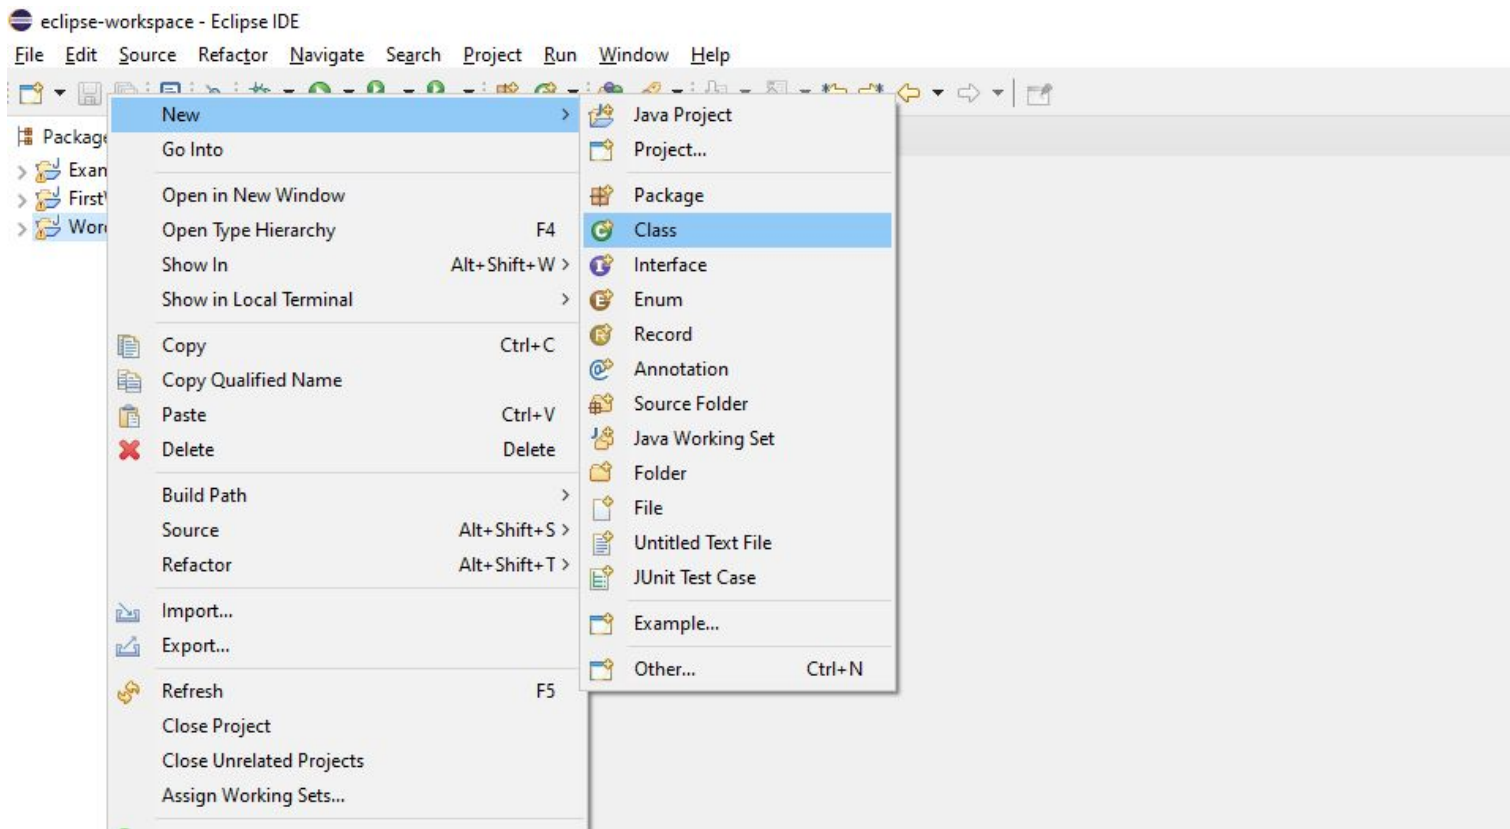 eclipse-workspace - Eclipse IDE
File Edit Source Refactor Navigate Search Project Run Window Help
New
Go Into
Open in New Window
Open Type Hierarchy F4
Show In Alt+Shift+W >
Show in Local Terminal >
Copy Ctrl+C
Copy Qualified Name
Paste Ctrl+V
Delete Delete
Build Path >
Source Alt+Shift+S >
Refactor Alt+Shift+T >
Import...
Export...
Refresh F5
Close Project
Close Unrelated Projects
Assign Working Sets...
Java Project
Project...
Package
Class
Interface
Enum
Record
Annotation
Source Folder
Java Working Set
Folder
File
Untitled Text File
JUnit Test Case
Example...
Other... Ctrl+N